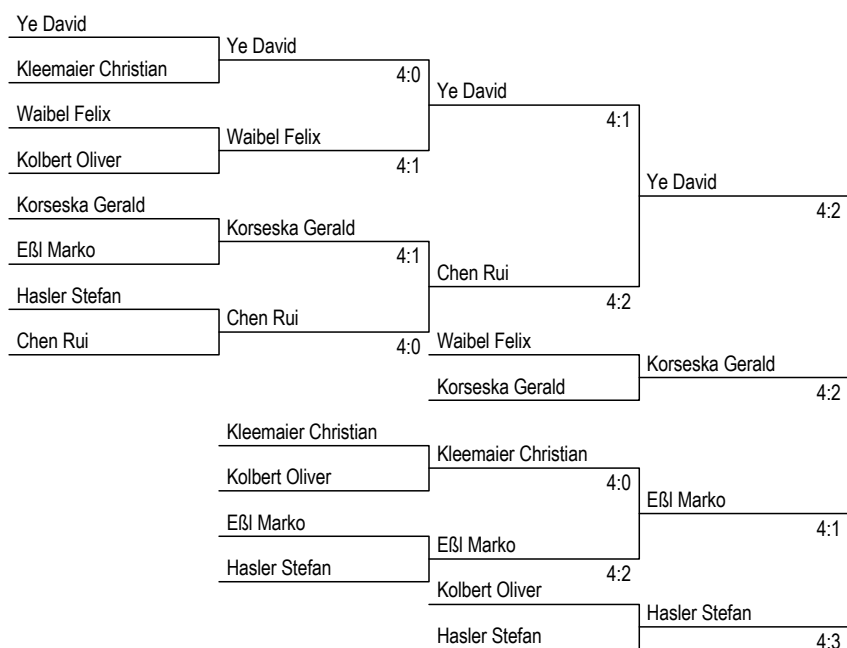 Ye David
Ye David
Kleemaier Christian
4:0
Ye David
Waibel Felix
4:1
Waibel Felix
Kolbert Oliver
4:1
Ye David
4:2
Korseska Gerald
Korseska Gerald
Eßl Marko
4:1
Chen Rui
Hasler Stefan
4:2
Chen Rui
Chen Rui
4:0
Waibel Felix
Korseska Gerald
Korseska Gerald
4:2
Kleemaier Christian
Kleemaier Christian
Kolbert Oliver
4:0
Eßl Marko
Eßl Marko
4:1
Eßl Marko
Hasler Stefan
4:2
Kolbert Oliver
Hasler Stefan
Hasler Stefan
4:3